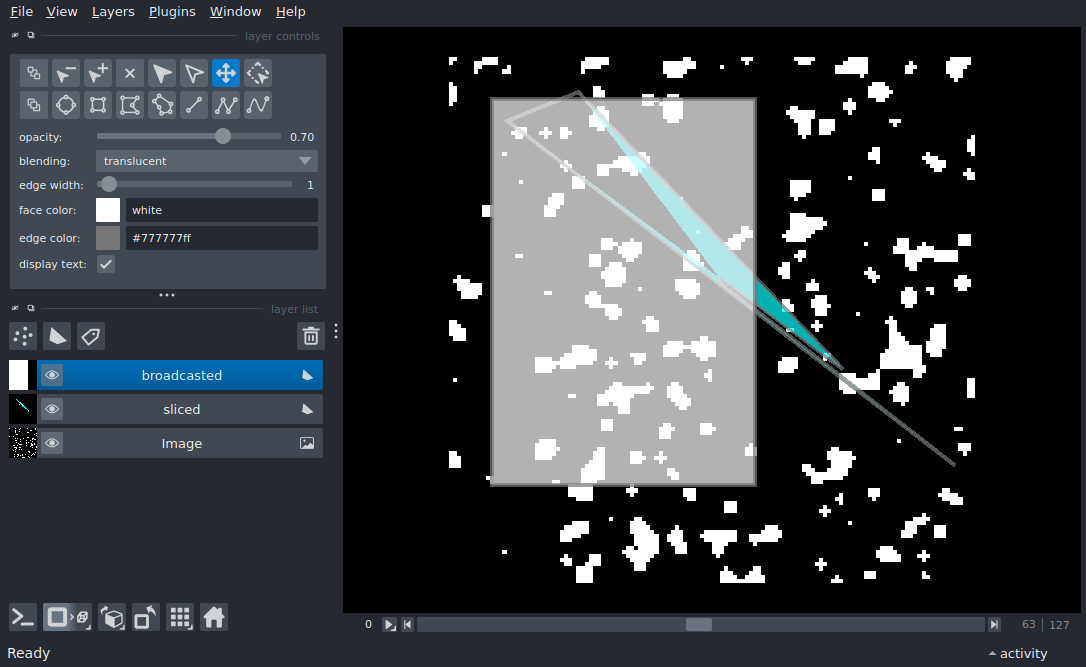 File View Layers Plugins Window Help
layer controls
opacity: 0.70
blending: translucent
edge width: 1
face color: white
edge color: #777777ff
display text:
layer list
broadcasted
sliced
Image
0 63 127
Ready activity